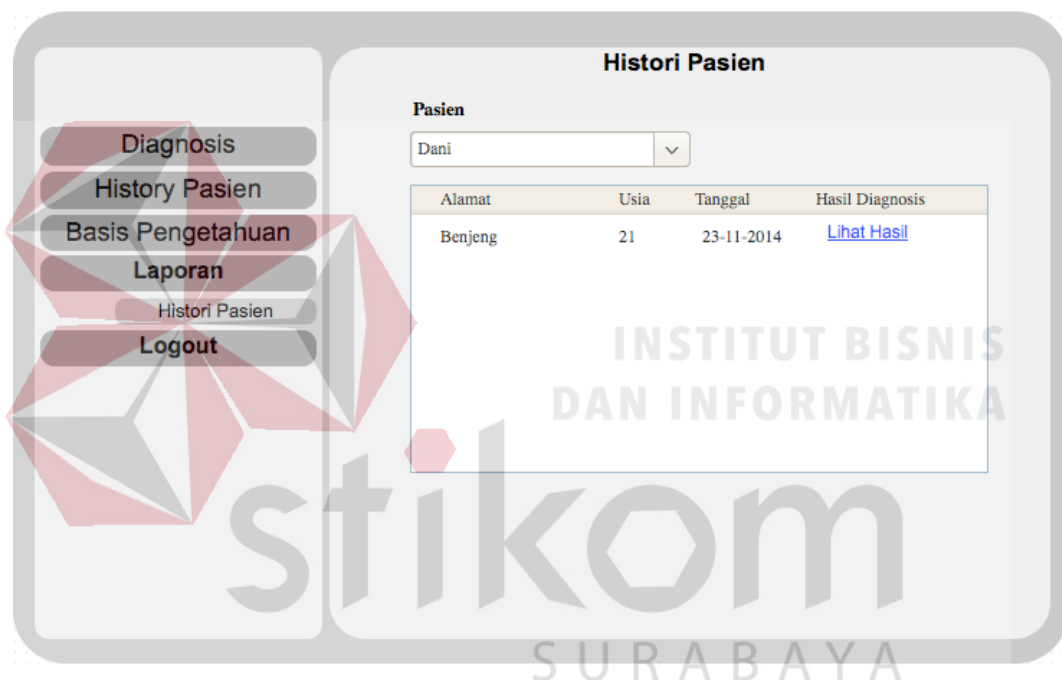 Diagnosis
History Pasien
Basis Pengetahuan
Laporan
Histori Pasien
Logout
Histori Pasien
Pasien
Dani
Alamat Usia Tanggal Hasil Diagnosis
Benjeng 21 23-11-2014 Lihat Hasil
INSTITUT BISNIS
DAN INFORMATIKA
stikom
SURABAYA